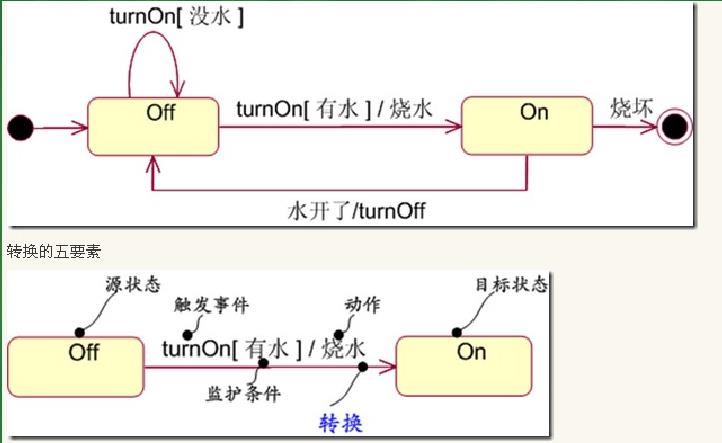 turnOn[ 没水 ]
Off
turnOn[ 有水 ] / 烧水
On
烧坏
水开了/turnOff
转换的五要素
源状态
触发事件
动作
目标状态
Off
turnOn[ 有水 ] / 烧水
On
监护条件
转换